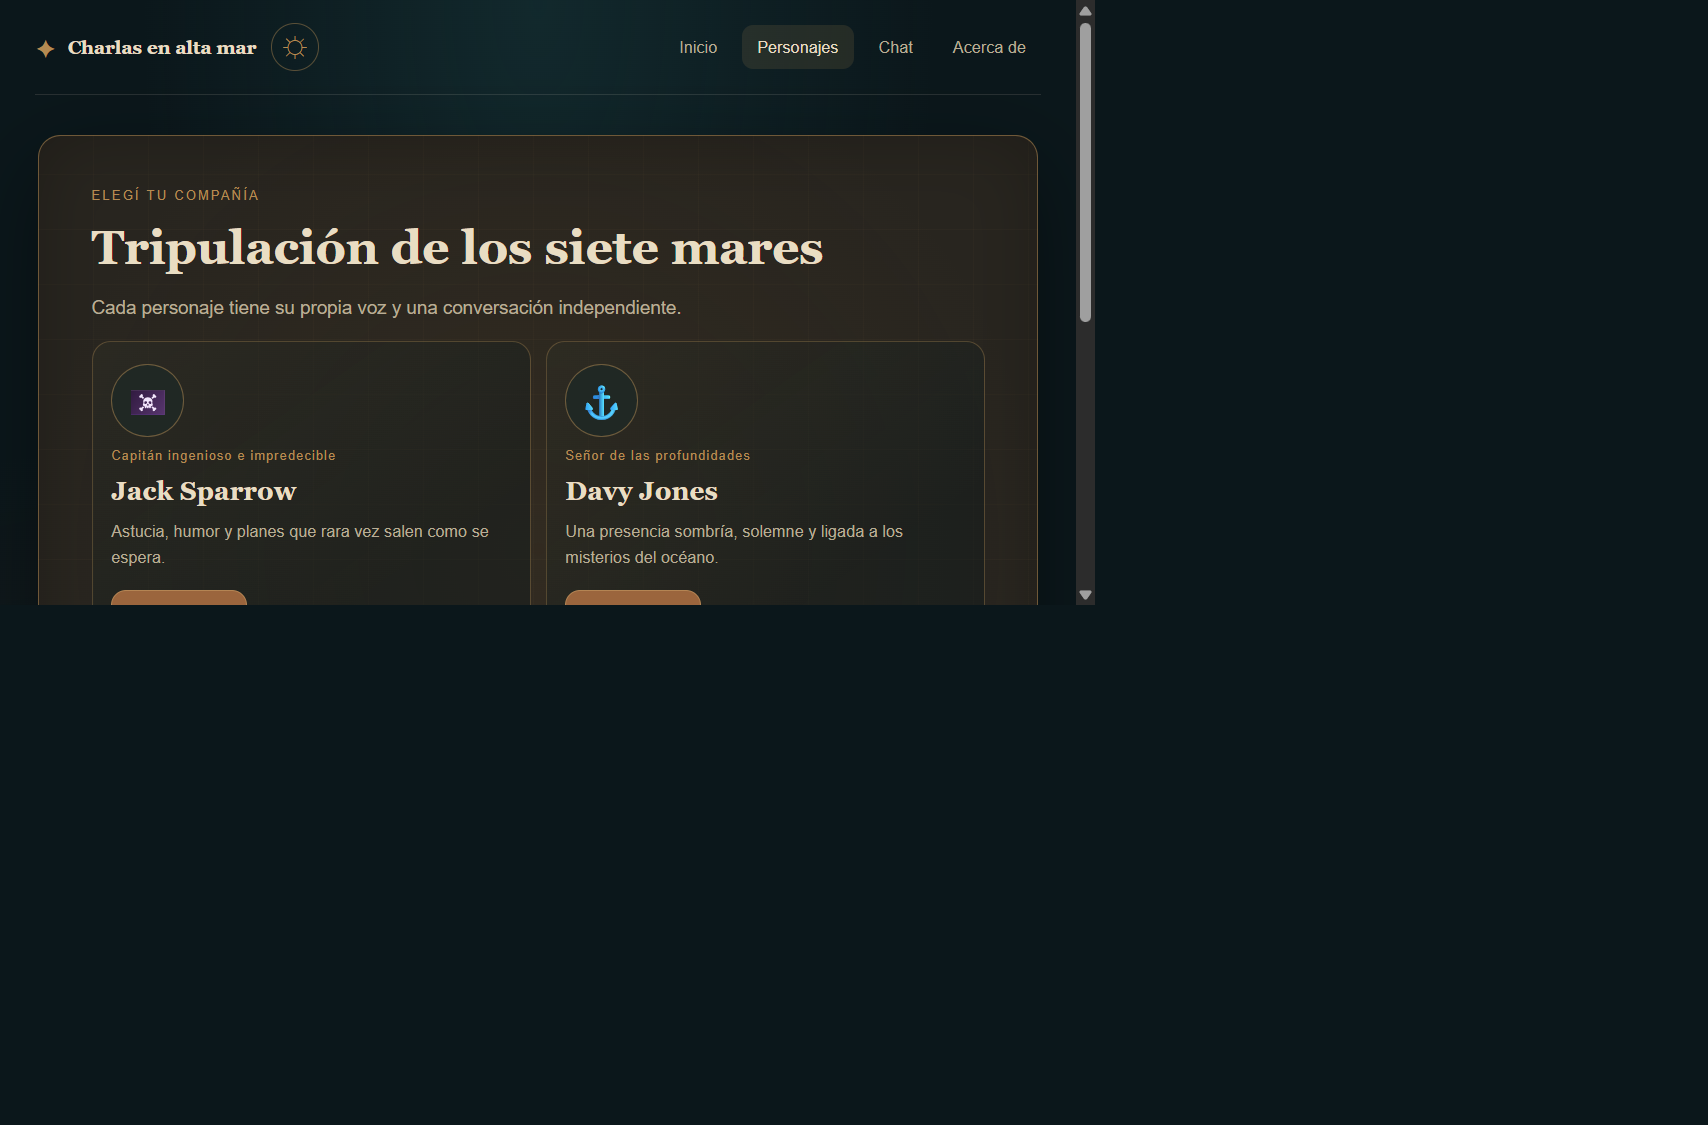 Charlas en alta mar
Inicio
Personajes
Chat
Acerca de
ELEGÍ TU COMPAÑÍA
Tripulación de los siete mares
Cada personaje tiene su propia voz y una conversación independiente.
Capitán ingenioso e impredecible
Jack Sparrow
Astucia, humor y planes que rara vez salen como se
espera.
Señor de las profundidades
Davy Jones
Una presencia sombría, solemne y ligada a los
misterios del océano.